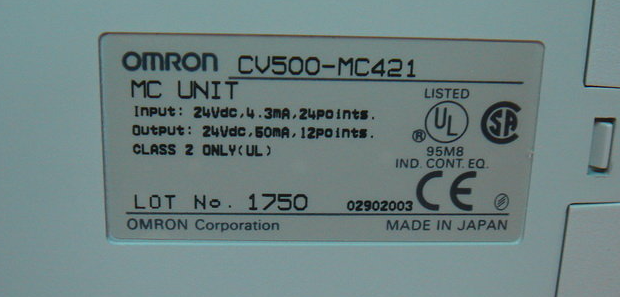 OMRON CV500-MC421
MC UNIT
Input: 24Vdc,4.3mA,24points.
Output: 24Vdc,50mA,12points.
CLASS 2 ONLY(UL)
LISTED
UL
®
SA
95M8
IND. CONT. EQ.
LOT No. 1750
02902003
CE
OMRON Corporation
MADE IN JAPAN